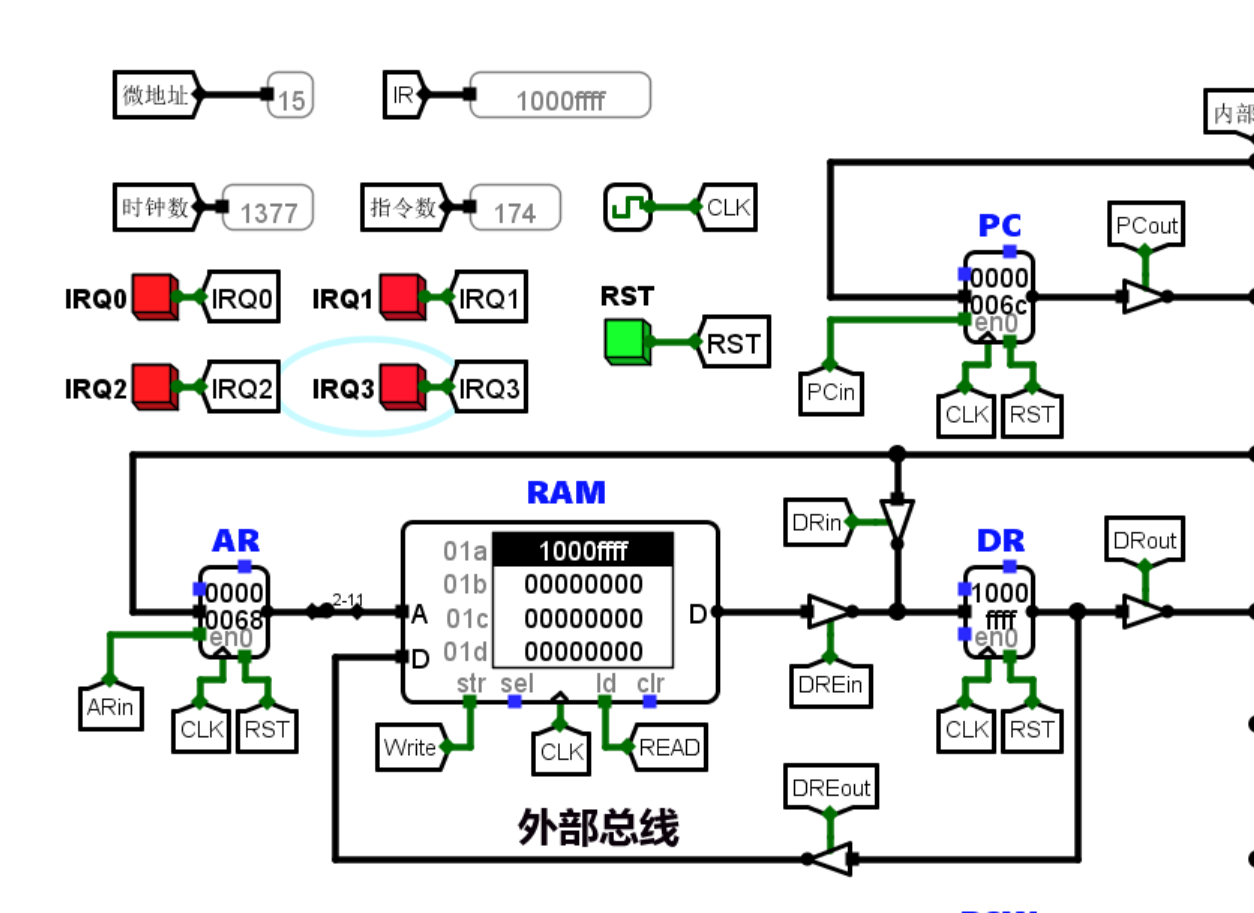 微地址 15 IR 1000ffff
内部
时钟数 1377 指令数 174 CLK
PC
PCout
0000
006c
en0
IRQ0 IRQ0 IRQ1 IRQ1
RST
RST
IRQ2 IRQ2 IRQ3 IRQ3
PCin
CLK RST
RAM
AR
0000
0068
en0
2-11
ARin
CLK RST
01a 1000ffff
01b 00000000
01c 00000000
01d 00000000
A
D
D
str sel ld clr
Write
CLK
READ
DRin
DREin
DR
1000
ffff
en0
DRout
CLK RST
DREout
外部总线